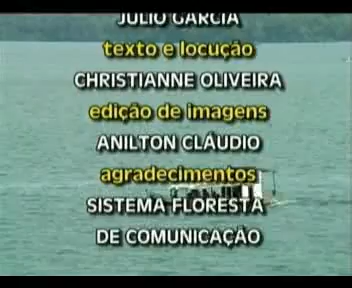 JULIO GARCIA
texto e locução
CHRISTIANNE OLIVEIRA
edição de imagens
ANILTON CLÁUDIO
agradecimentos
SISTEMA FLORESTA
DE COMUNICAÇÃO